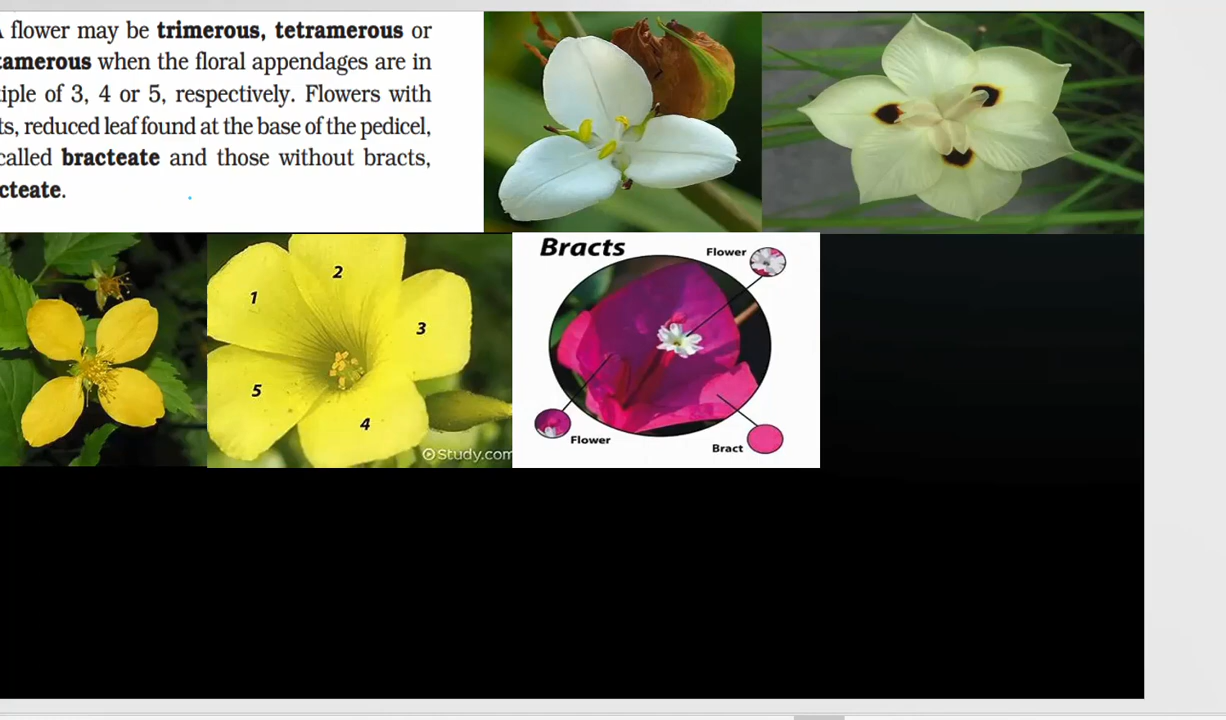 A flower may be trimerous, tetramerous or
tamerous when the floral appendages are in
iple of 3, 4 or 5, respectively. Flowers with
ts, reduced leaf found at the base of the pedicel,
called bracteate and those without bracts,
cteate.
1
2
3
4
5
Study.com
Bracts
Flower
Flower
Bract